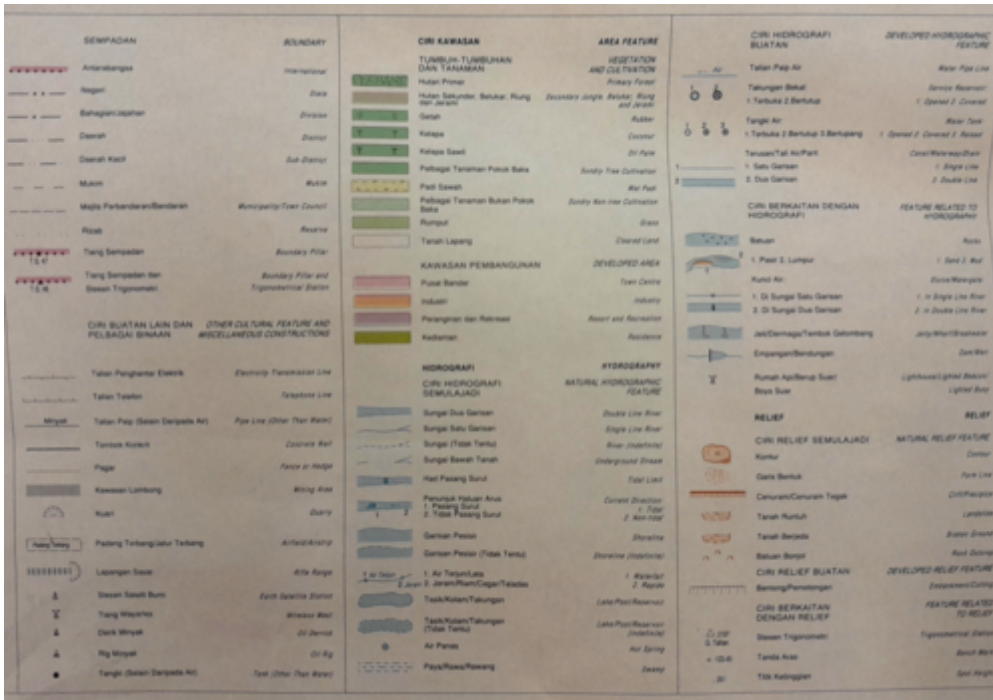 SEMPADAN BOUNDARY
Antarabangsa International
Negeri State
Bahagian/Jajahan Division
Daerah District
Daerah Kecil Sub-District
Mukim Mukim
Majlis Perbandaran/Bandaran Municipality/Town Council
Rizab Reserve
Tiang Sempadan Boundary Pillar
Tiang Sempadan dan Boundary Pillar and
Stesen Trigonometri Trigonometrical Station
CIRI BUATAN LAIN DAN OTHER CULTURAL FEATURE AND
PELBAGAI BINAAN MISCELLANEOUS CONSTRUCTIONS
Talian Penghantar Elektrik Electricity Transmission Line
Talian Telefon Telephone Line
Minyak Talian Paip (Selain Daripada Air) Pipe Line (Other Than Water)
Tembok Konkrit Concrete Wall
Pagar Fence or Hedge
Kawasan Lombong Mining Area
Kuari Quarry
Padang Terbang Padang Terbang/Jalur Terbang Airfield/Airstrip
Lapangan Sasar Rifle Range
Stesen Satelit Bumi Earth Satellite Station
Tiang Wayarles Wireless Mast
Derik Minyak Oil Derrick
Rig Minyak Oil Rig
Tangki (Selain Daripada Air) Tank (Other Than Water)
CIRI KAWASAN AREA FEATURE
TUMBUH-TUMBUHAN VEGETATION
DAN TANAMAN AND CULTIVATION
Hutan Primer Primary Forest
Hutan Sekunder, Belukar, Riung Secondary Jungle, Belukar, Riung
dan Jerami and Jerami
Getah Rubber
Kelapa Coconut
Kelapa Sawit Oil Palm
Pelbagai Tanaman Pokok Baka Sundry Tree Cultivation
Padi Sawah Wet Padi
Pelbagai Tanaman Bukan Pokok Sundry Non-tree Cultivation
Baka
Rumput Grass
Tanah Lapang Cleared Land
KAWASAN PEMBANGUNAN DEVELOPED AREA
Pusat Bandar Town Centre
Industri Industry
Peranginan dan Rekreasi Resort and Recreation
Kediaman Residence
HIDROGRAFI HYDROGRAPHY
CIRI HIDROGRAFI NATURAL HYDROGRAPHIC
SEMULAJADI FEATURE
Sungai Dua Garisan Double Line River
Sungai Satu Garisan Single Line River
Sungai (Tidak Tentu) River (Indefinite)
Sungai Bawah Tanah Underground Stream
Had Pasang Surut Tidal Limit
Penunjuk Haluan Arus Current Direction
1. Pasang Surut 1. Tidal
2. Tidak Pasang Surut 2. Non-tidal
Garisan Pesisir Shoreline
Garisan Pesisir (Tidak Tentu) Shoreline (Indefinite)
1. Air Terjun/Lata 1. Waterfall
2. Jeram/Riam/Cegar/Teladas 2. Rapids
Tasik/Kolam/Takungan Lake/Pool/Reservoir
Tasik/Kolam/Takungan Lake/Pool/Reservoir
(Tidak Tentu) (Indefinite)
Air Panas Hot Spring
Paya/Rawa/Rawang Swamp
CIRI HIDROGRAFI DEVELOPED HYDROGRAPHIC
BUATAN FEATURE
Air Talian Paip Air Water Pipe Line
Takungan Bekal Service Reservoir
1. Terbuka 2. Bertutup 1. Opened 2. Covered
Tangki Air Water Tank
1. Terbuka 2. Bertutup 3. Bertupang 1. Opened 2. Covered 3. Raised
Terusan/Tali Air/Parit Canal/Waterway/Drain
1. Satu Garisan 1. Single Line
2. Dua Garisan 2. Double Line
CIRI BERKAITAN DENGAN FEATURE RELATED TO
HIDROGRAFI HYDROGRAPHY
Batuan Rocks
1. Pasir 2. Lumpur 1. Sand 2. Mud
Kunci Air: Sluice/Watergate
1. Di Sungai Satu Garisan 1. In Single Line River
2. Di Sungai Dua Garisan 2. In Double Line River
Jeti/Dermaga/Tembok Gelombang Jetty/Wharf/Breakwater
Empangan/Bendungan Dam/Weir
Rumah Api/Berup Suar/ Lighthouse/Lighted Beacon/
Boya Suar Lighted Buoy
RELIEF RELIEF
CIRI RELIEF SEMULAJADI NATURAL RELIEF FEATURE
Kontur Contour
Garis Bentuk Form Line
Cenuram/Cenuram Tegak Cliff/Precipice
Tanah Runtuh Landslide
Tanah Berjeda Broken Ground
Batuan Bonjol Rock Outcrop
CIRI RELIEF BUATAN DEVELOPED RELIEF FEATURE
Benteng/Pemotongan Embankment/Cutting
CIRI BERKAITAN FEATURE RELATED
DENGAN RELIEF TO RELIEF
Stesen Trigonometri Trigonometrical Station
Tanda Aras Bench Mark
Titik Ketinggian Spot Height